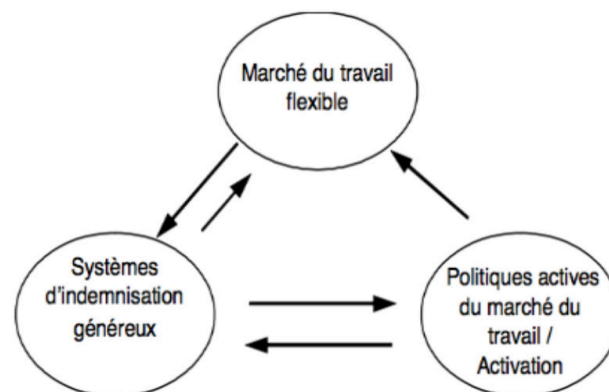 Marché du travail
flexible
Systèmes
d'indemnisation
généreux
Politiques actives
du marché du
travail /
Activation